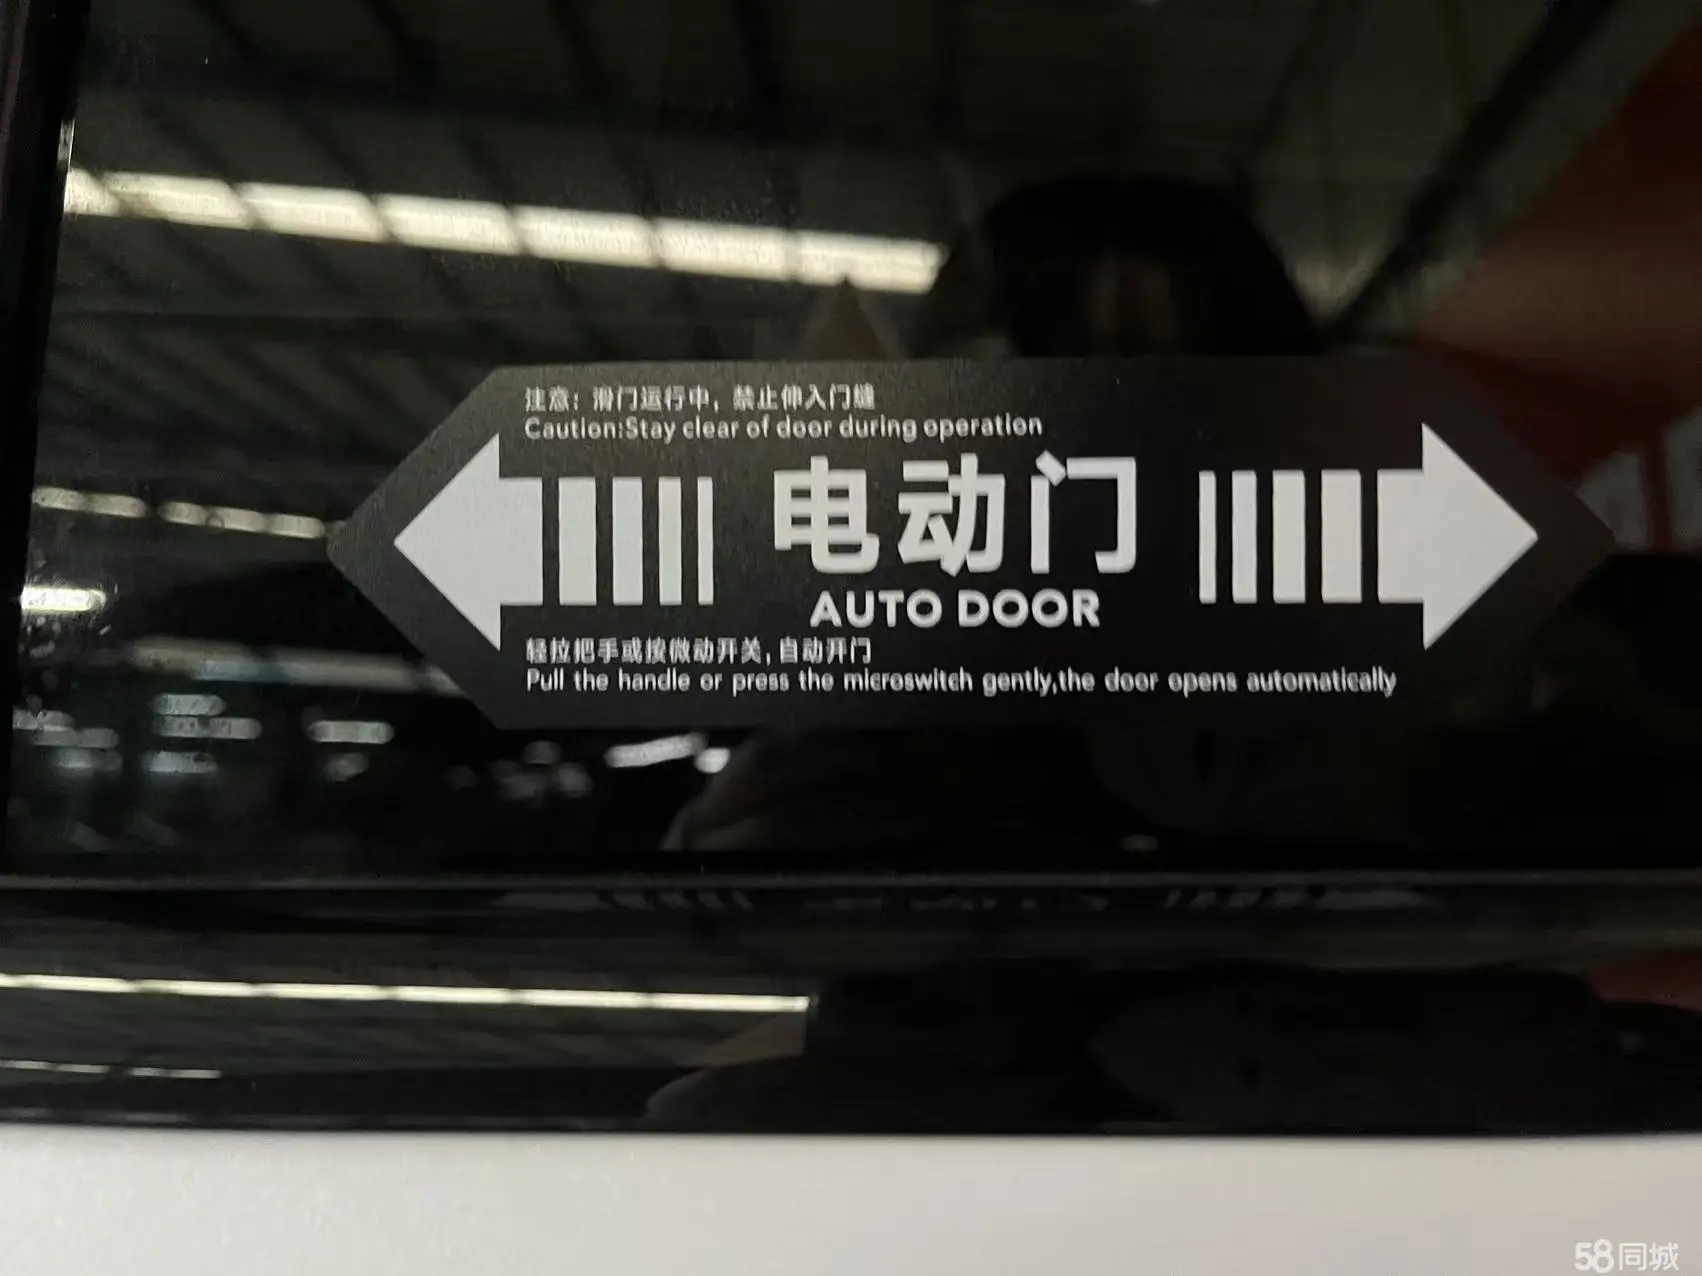 注意：滑门运行中，禁止伸入门缝
Caution:Stay clear of door during operation
电动门
AUTO DOOR
轻拉把手或按微动开关，自动开门
Pull the handle or press the microswitch gently,the door opens automatically
58同城